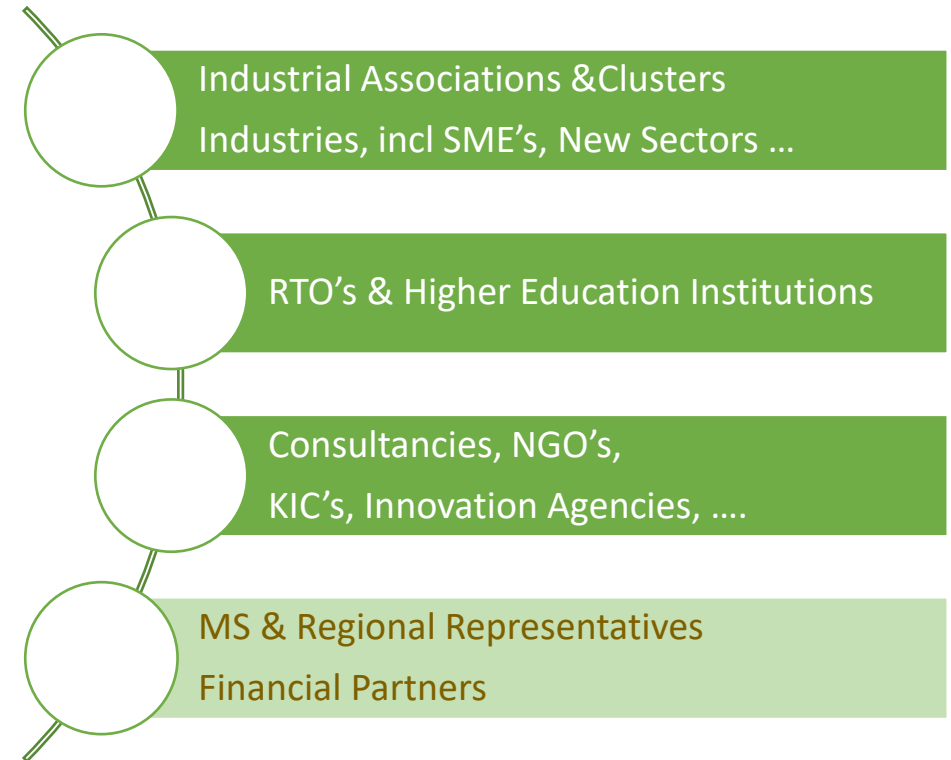 Industrial Associations &Clusters
Industries, incl SME’s, New Sectors …
RTO’s & Higher Education Institutions
Consultancies, NGO’s,
KIC’s, Innovation Agencies, ….
MS & Regional Representatives
Financial Partners